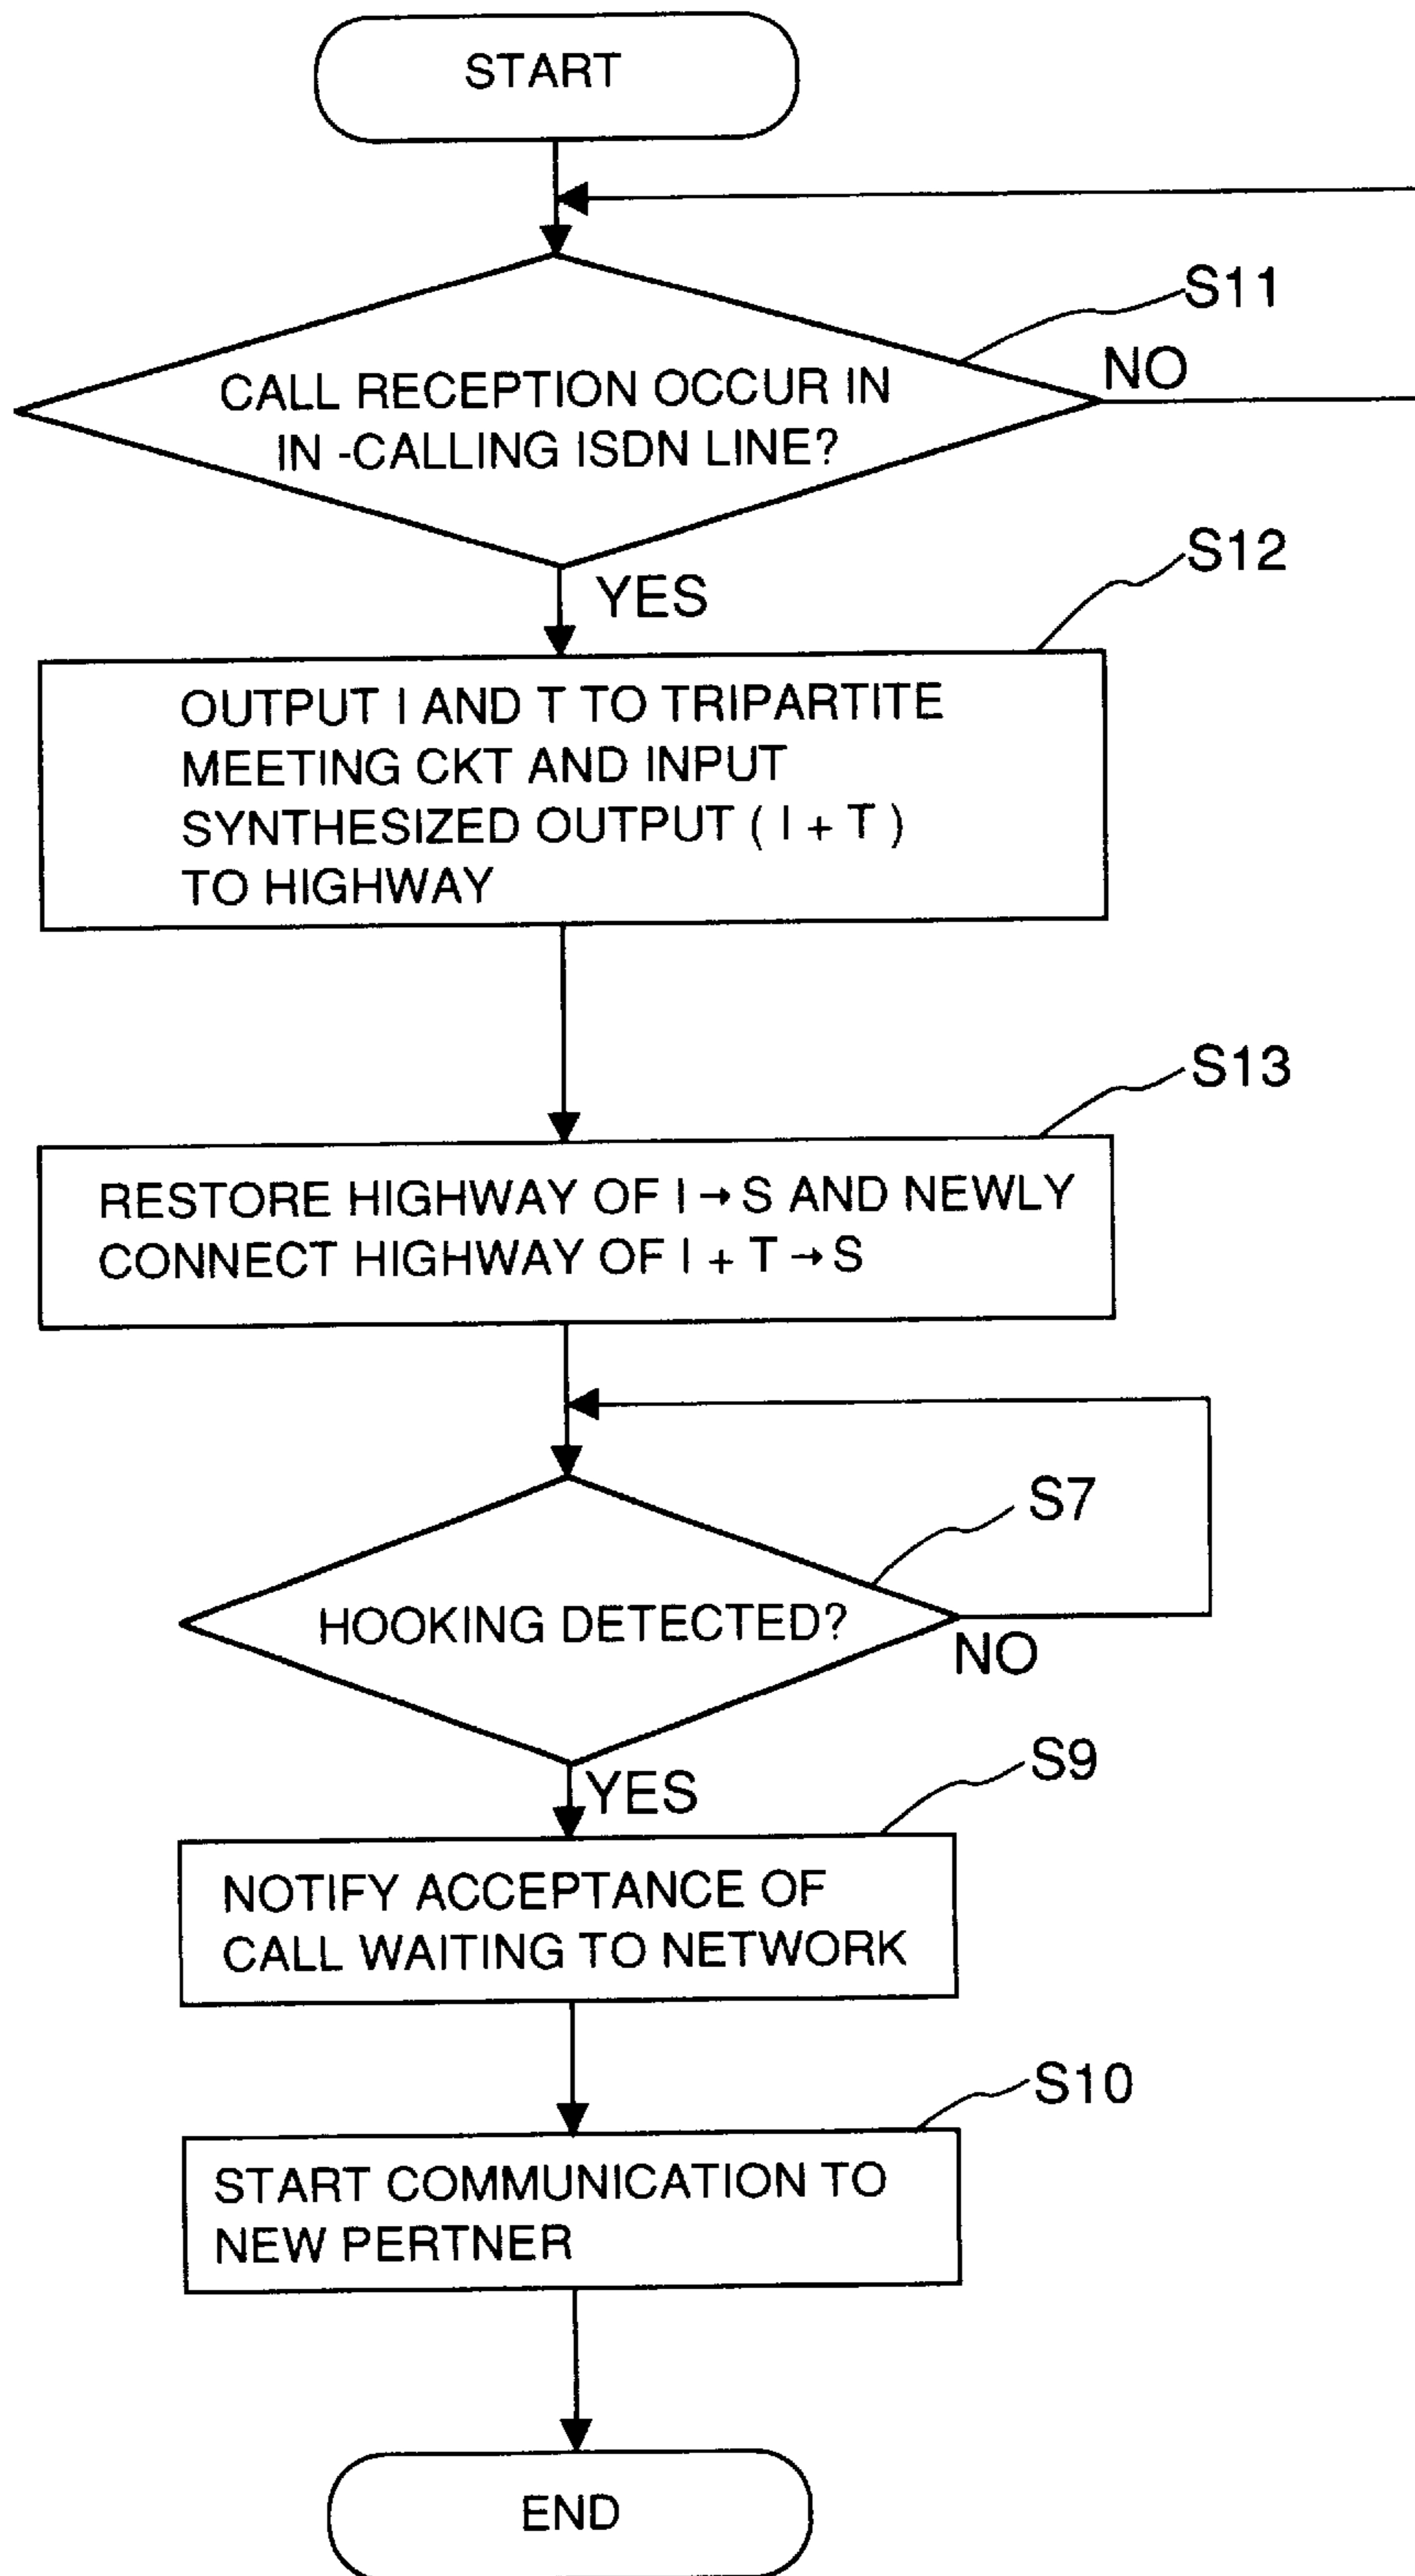 START
S11
CALL RECEPTION OCCUR IN
IN -CALLING ISDN LINE?
NO
YES
S12
OUTPUT I AND T TO TRIPARTITE
MEETING CKT AND INPUT
SYNTHESIZED OUTPUT ( I + T )
TO HIGHWAY
S13
RESTORE HIGHWAY OF I → S AND NEWLY
CONNECT HIGHWAY OF I + T → S
S7
HOOKING DETECTED?
NO
YES
S9
NOTIFY ACCEPTANCE OF
CALL WAITING TO NETWORK
S10
START COMMUNICATION TO
NEW PERTNER
END